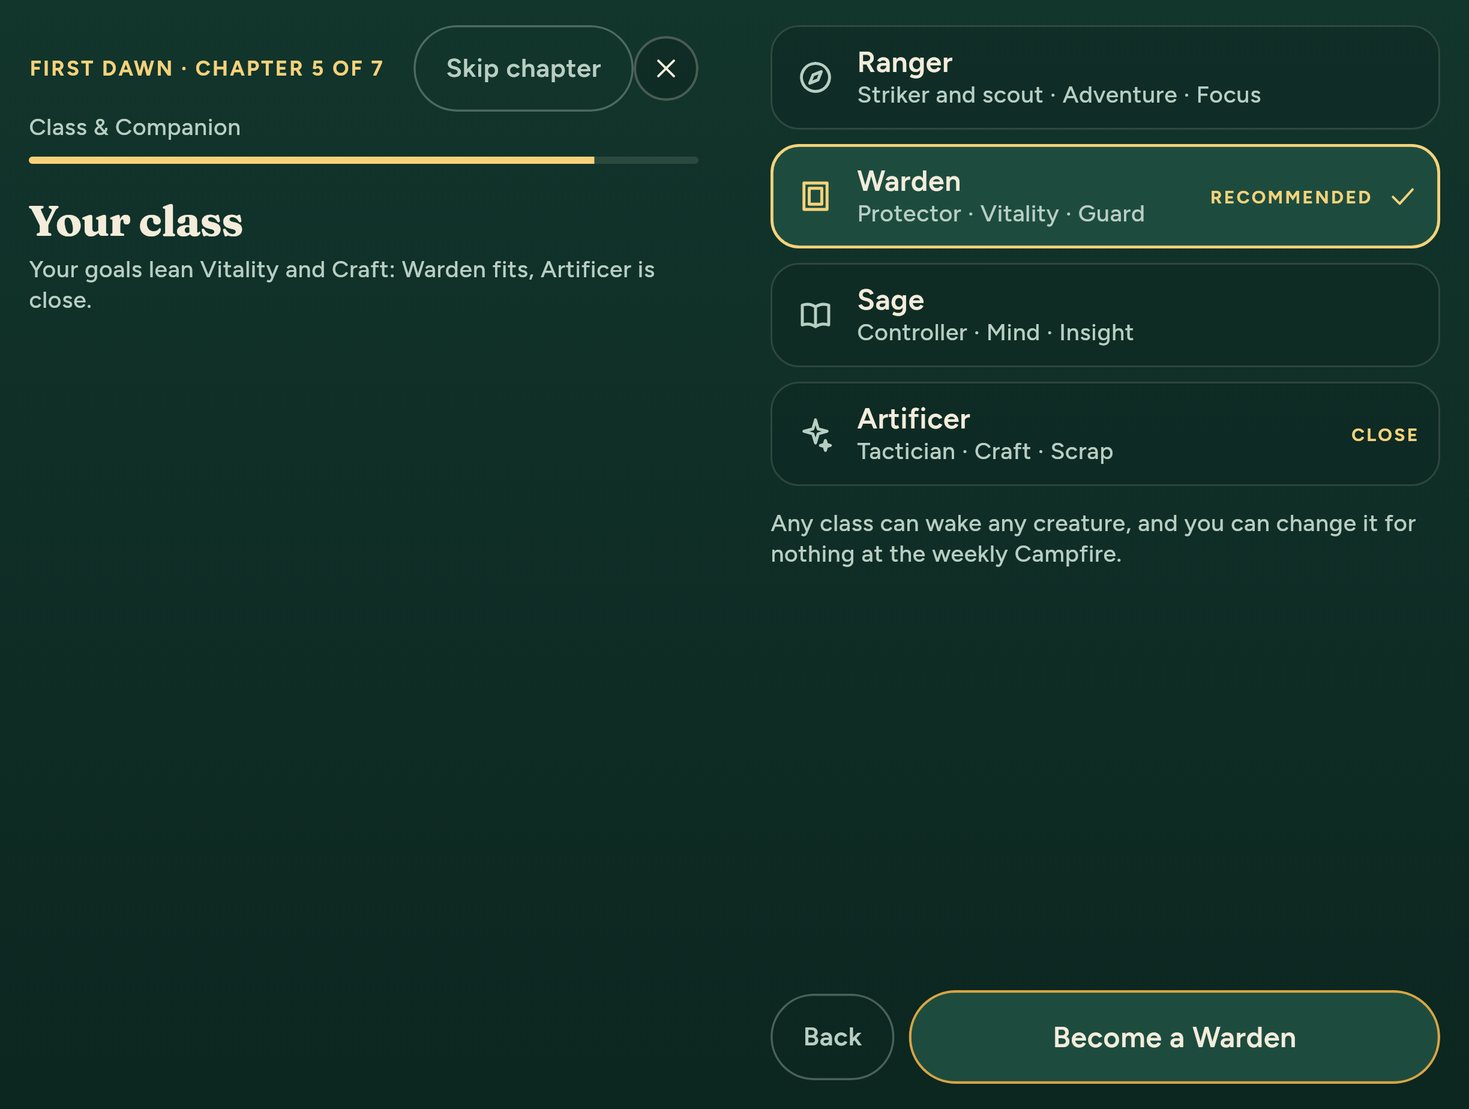 FIRST DAWN · CHAPTER 5 OF 7
Skip chapter
Class & Companion
Your class
Your goals lean Vitality and Craft: Warden fits, Artificer is
close.
Ranger
Striker and scout · Adventure · Focus
Warden
Protector · Vitality · Guard
RECOMMENDED
Sage
Controller · Mind · Insight
Artificer
Tactician · Craft · Scrap
CLOSE
Any class can wake any creature, and you can change it for
nothing at the weekly Campfire.
Back
Become a Warden